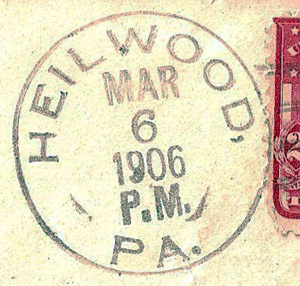 HEILWOOD,
MAR
6
1906
P.M.
PA.